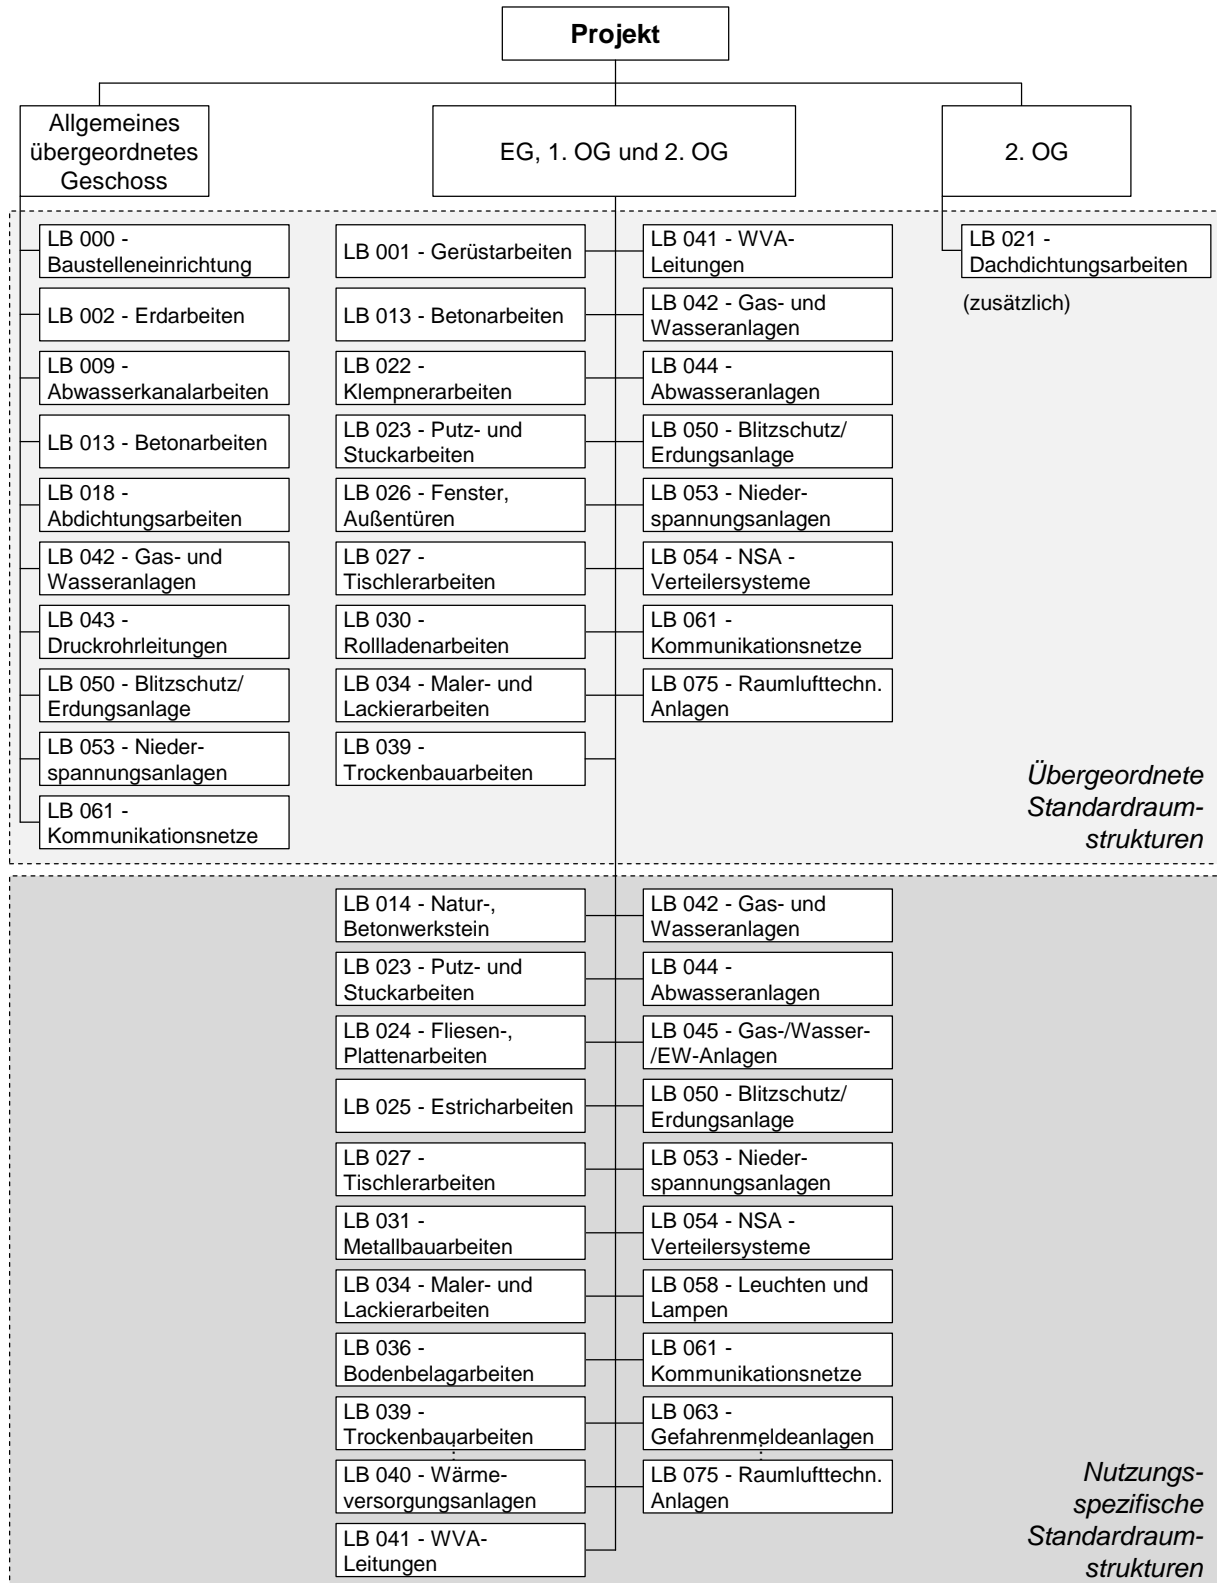 Projekt
Allgemeines
übergeordnetes
Geschoss
EG, 1. OG und 2. OG
2. OG
LB 000 -
Baustelleneinrichtung
LB 002 - Erdarbeiten
LB 009 -
Abwasserkanalarbeiten
LB 013 - Betonarbeiten
LB 018 -
Abdichtungsarbeiten
LB 042 - Gas- und
Wasseranlagen
LB 043 -
Druckrohrleitungen
LB 050 - Blitzschutz/
Erdungsanlage
LB 053 - Nieder-
spannungsanlagen
LB 061 -
Kommunikationsnetze
LB 001 - Gerüstarbeiten
LB 013 - Betonarbeiten
LB 022 -
Klempnerarbeiten
LB 023 - Putz- und
Stuckarbeiten
LB 026 - Fenster,
Außentüren
LB 027 -
Tischlerarbeiten
LB 030 -
Rollladenarbeiten
LB 034 - Maler- und
Lackierarbeiten
LB 039 -
Trockenbauarbeiten
LB 041 - WVA-
Leitungen
LB 042 - Gas- und
Wasseranlagen
LB 044 -
Abwasseranlagen
LB 050 - Blitzschutz/
Erdungsanlage
LB 053 - Nieder-
spannungsanlagen
LB 054 - NSA -
Verteilersysteme
LB 061 -
Kommunikationsnetze
LB 075 - Raumlufttechn.
Anlagen
LB 021 -
Dachdichtungsarbeiten
(zusätzlich)
Übergeordnete
Standardraum-
strukturen
LB 014 - Natur-,
Betonwerkstein
LB 023 - Putz- und
Stuckarbeiten
LB 024 - Fliesen-,
Plattenarbeiten
LB 025 - Estricharbeiten
LB 027 -
Tischlerarbeiten
LB 031 -
Metallbauarbeiten
LB 034 - Maler- und
Lackierarbeiten
LB 036 -
Bodenbelagarbeiten
LB 039 -
Trockenbauarbeiten
LB 040 - Wärme-
versorgungsanlagen
LB 041 - WVA-
Leitungen
LB 042 - Gas- und
Wasseranlagen
LB 044 -
Abwasseranlagen
LB 045 - Gas-/Wasser-
/EW-Anlagen
LB 050 - Blitzschutz/
Erdungsanlage
LB 053 - Nieder-
spannungsanlagen
LB 054 - NSA -
Verteilersysteme
LB 058 - Leuchten und
Lampen
LB 061 -
Kommunikationsnetze
LB 063 -
Gefahrenmeldeanlagen
LB 075 - Raumlufttechn.
Anlagen
Nutzungs-
spezifische
Standardraum-
strukturen